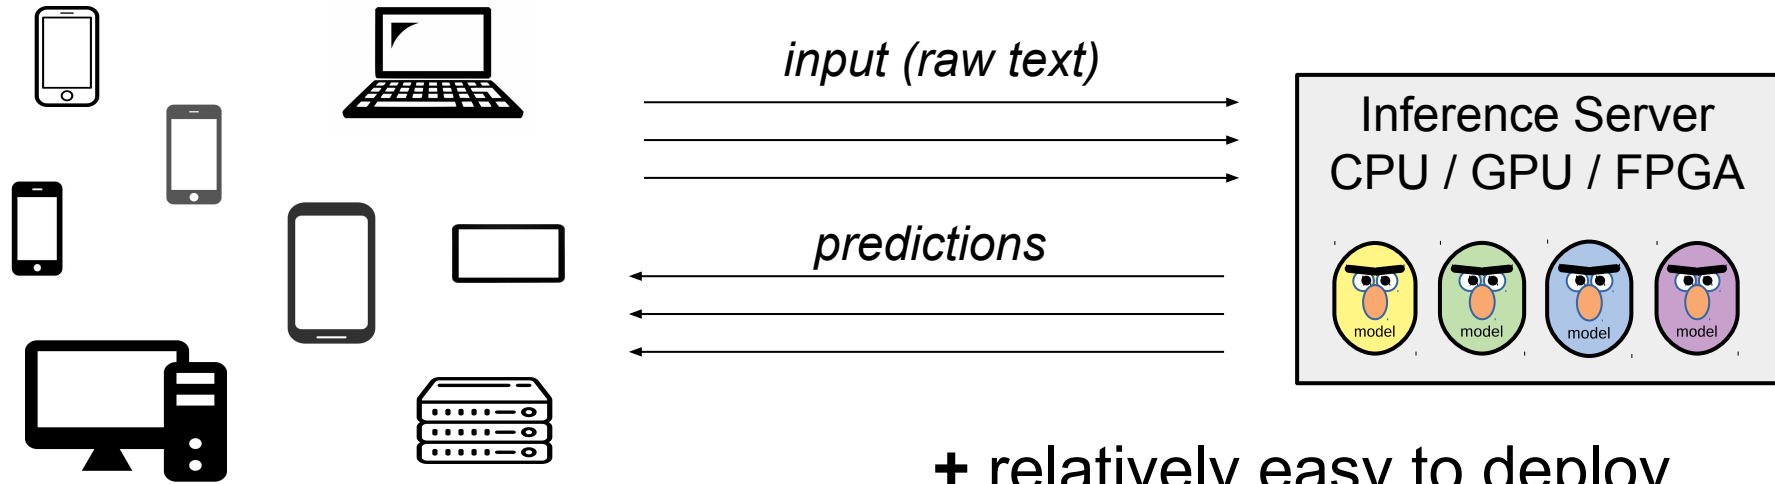 input (raw text)
Inference Server
CPU / GPU / FPGA
predictions
model model model model
+ relatively easy to deploy